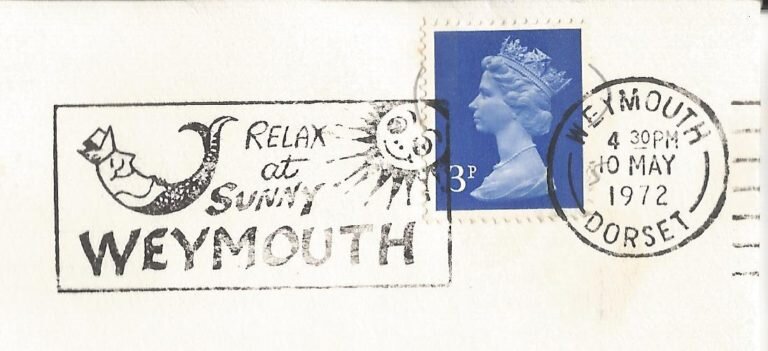 RELAX
at
SUNNY
WEYMOUTH
3P
WEYMOUTH
4 30PM
10 MAY
1972
DORSET